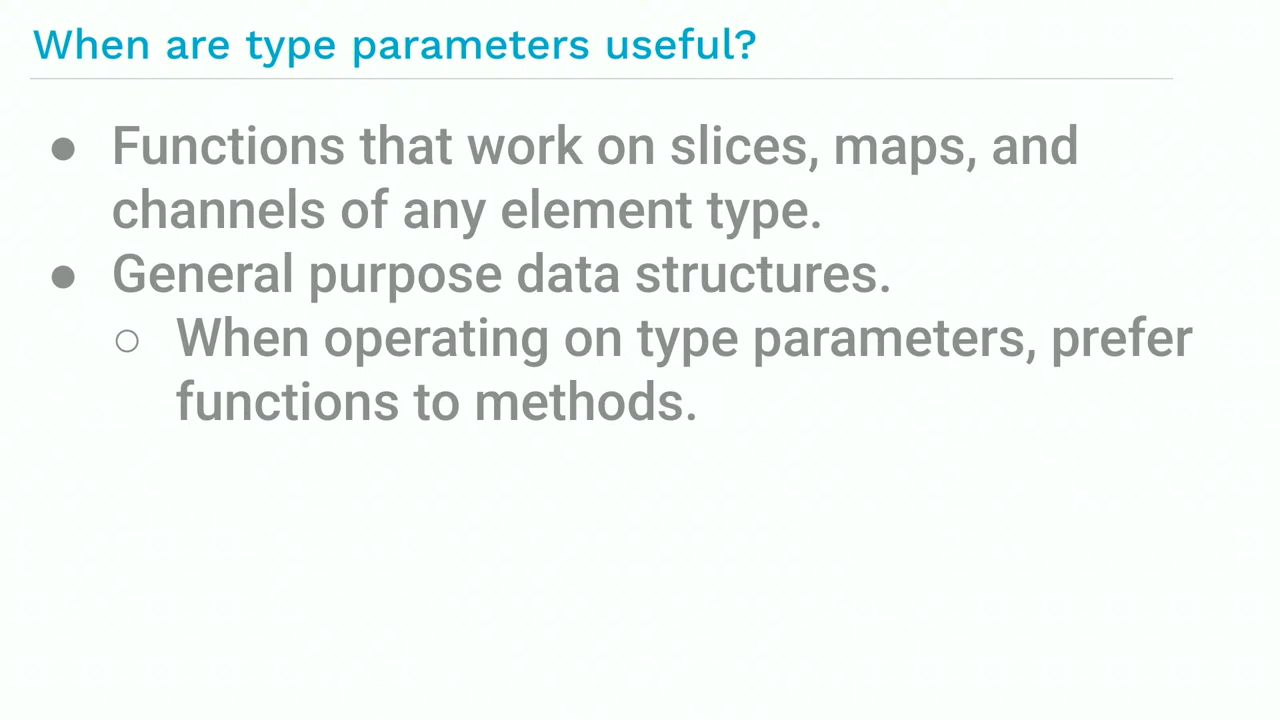 When are type parameters useful?
● Functions that work on slices, maps, and
channels of any element type.
● General purpose data structures.
○ When operating on type parameters, prefer
functions to methods.